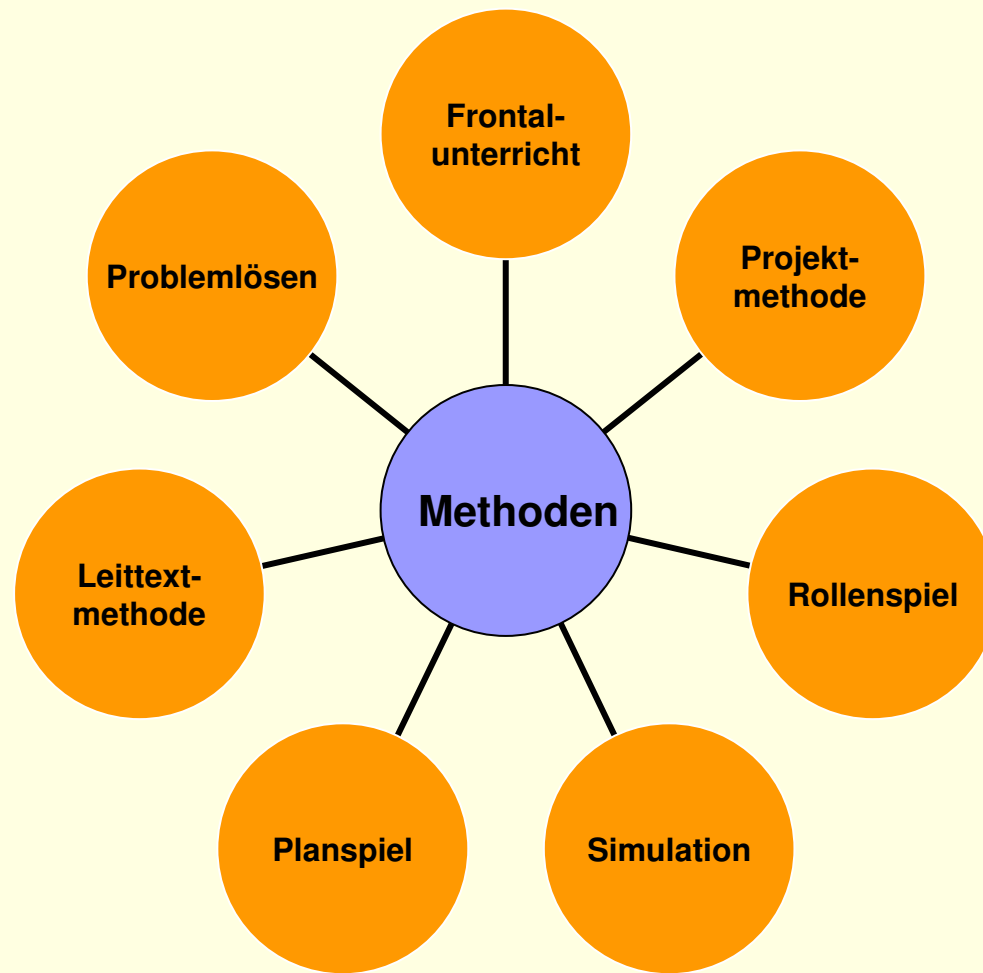 Frontal-
unterricht
Projekt-
methode
Problemlösen
Methoden
Leittext-
methode
Rollenspiel
Planspiel
Simulation